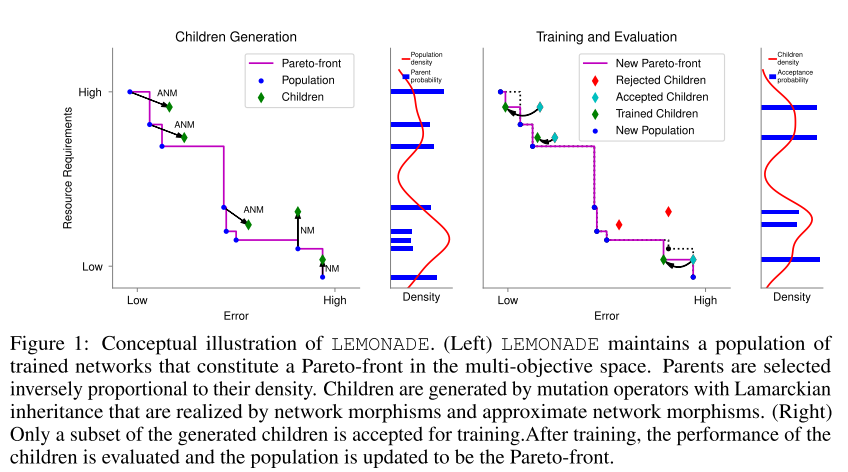 Children Generation
Pareto-front
Population
Children
ANM
ANM
ANM
NM
NM
High
Low
Resource Requirements
Low
High
Error
Population
density
Parent
probability
Density
Training and Evaluation
New Pareto-front
Rejected Children
Accepted Children
Trained Children
New Population
Low
High
Error
Children
density
Acceptance
probability
Density
Figure 1: Conceptual illustration of LEMONADE. (Left) LEMONADE maintains a population of
trained networks that constitute a Pareto-front in the multi-objective space. Parents are selected
inversely proportional to their density. Children are generated by mutation operators with Lamarckian
inheritance that are realized by network morphisms and approximate network morphisms. (Right)
Only a subset of the generated children is accepted for training.After training, the performance of the
children is evaluated and the population is updated to be the Pareto-front.